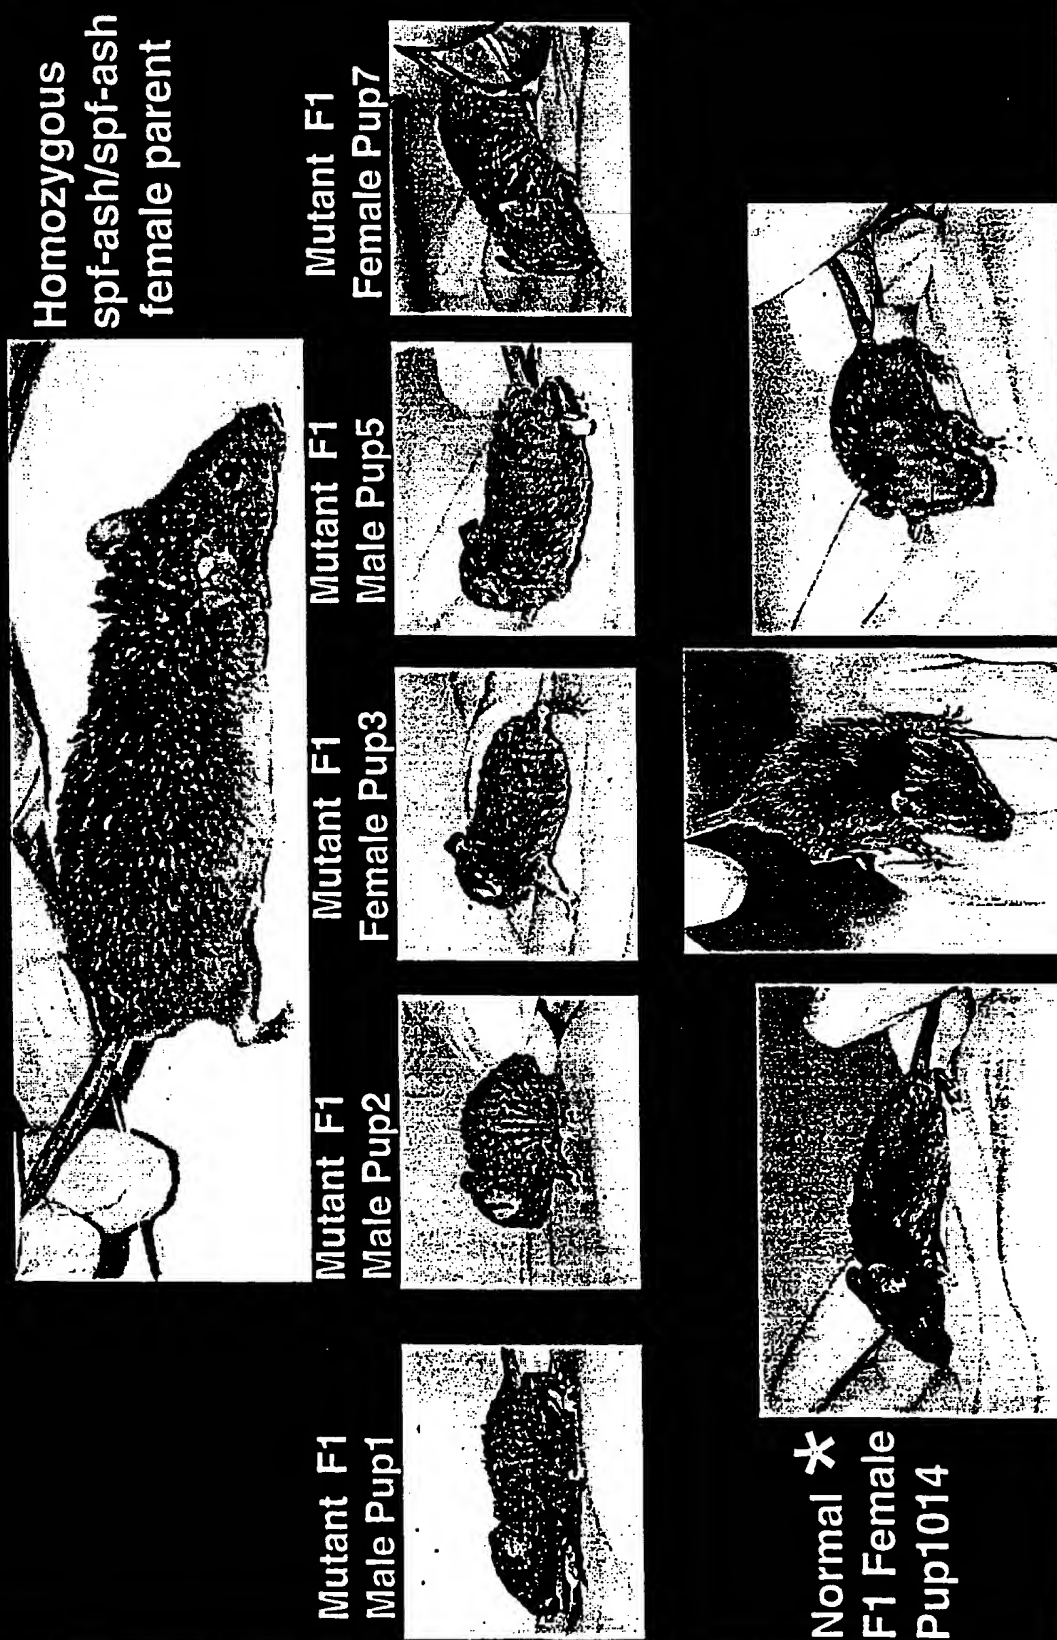 Homozygous
spf-ash/spf-ash
female parent
Mutant F1
Male Pup1
Mutant F1
Male Pup2
Mutant F1
Female Pup3
Mutant F1
Male Pup5
Mutant F1
Female Pup7
Normal *
F1 Female
Pup1014